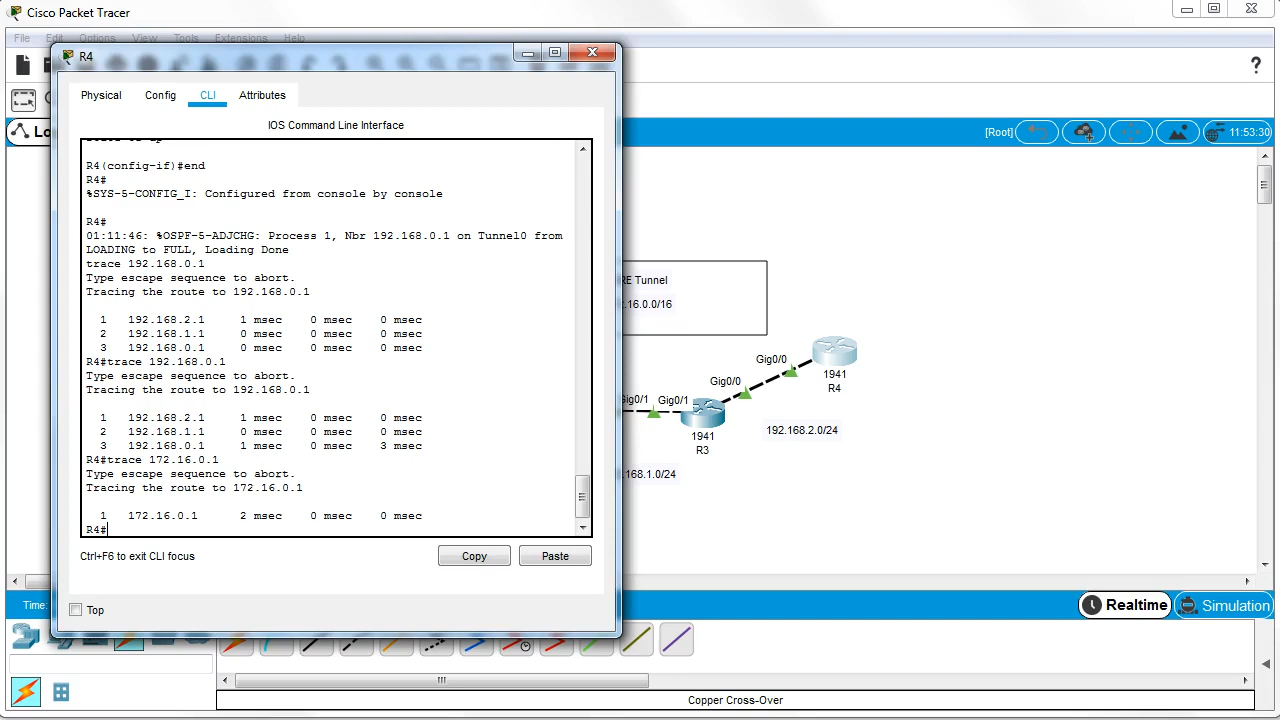 Cisco Packet Tracer
File Edit Options View Tools Extensions Help
R4
Physical Config CLI Attributes
IOS Command Line Interface
R4(config-if)#end
R4#
%SYS-5-CONFIG_I: Configured from console by console
R4#
01:11:46: %OSPF-5-ADJCHG: Process 1, Nbr 192.168.0.1 on Tunnel0 from
LOADING to FULL, Loading Done
trace 192.168.0.1
Type escape sequence to abort.
Tracing the route to 192.168.0.1
1 192.168.2.1 1 msec 0 msec 0 msec
2 192.168.1.1 0 msec 0 msec 0 msec
3 192.168.0.1 0 msec 0 msec 0 msec
R4#trace 192.168.0.1
Type escape sequence to abort.
Tracing the route to 192.168.0.1
1 192.168.2.1 1 msec 0 msec 0 msec
2 192.168.1.1 0 msec 0 msec 0 msec
3 192.168.0.1 1 msec 0 msec 3 msec
R4#trace 172.16.0.1
Type escape sequence to abort.
Tracing the route to 172.16.0.1
1 172.16.0.1 2 msec 0 msec 0 msec
R4#
Ctrl+F6 to exit CLI focus
Copy Paste
Top
Lo
[Root] 11:53:30
RE Tunnel
.16.0.0/16
Gig0/0
1941
R4
Gig0/0
Gig0/1 Gig0/1
1941
R3
192.168.2.0/24
.168.1.0/24
Time:
Realtime Simulation
Copper Cross-Over